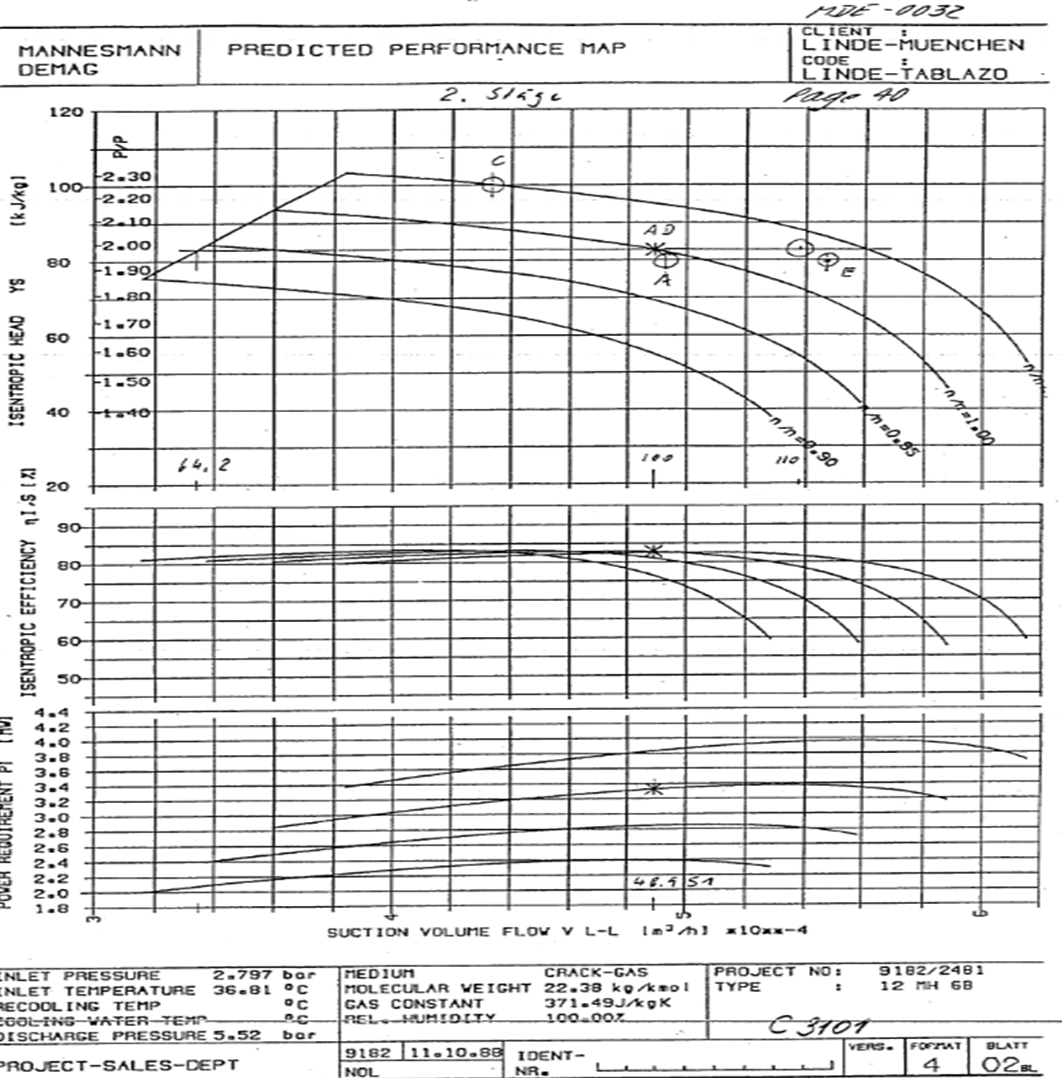 MDE-0032
MANNESMANN DEMAG
PREDICTED PERFORMANCE MAP
CLIENT :
LINDE-MUENCHEN
CODE :
LINDE-TABLAZO
2. Stage
Page 40
ISENTROPIC HEAD YS [kJ/kg]
120
100
80
60
40
20
P/P
2.30
2.20
2.10
2.00
1.90
1.80
1.70
1.60
1.50
1.40
C
AD
A
E
n/n=0.90
n/n=0.95
n/n=1.00
64.2
100
110
ISENTROPIC EFFICIENCY ηI,S [%]
90
80
70
60
50
POWER REQUIREMENT PI [MW]
4.4
4.2
4.0
3.8
3.6
3.4
3.2
3.0
2.8
2.6
2.4
2.2
2.0
1.8
3
4
5
6
SUCTION VOLUME FLOW V L-L [m³/h] *10**-4
INLET PRESSURE 2.797 bar
INLET TEMPERATURE 36.81 °C
RECOOLING TEMP °C
COOLING WATER TEMP °C
DISCHARGE PRESSURE 5.52 bar
MEDIUM CRACK-GAS
MOLECULAR WEIGHT 22.38 kg/kmol
GAS CONSTANT 371.49J/kgK
REL. HUMIDITY 100.00%
PROJECT NO: 9182/2481
TYPE : 12 MH 6B
C 3101
PROJECT-SALES-DEPT
9182 11.10.88
NOL
IDENT-
NR.
VERS.
FORMAT
4
BLATT
02BL